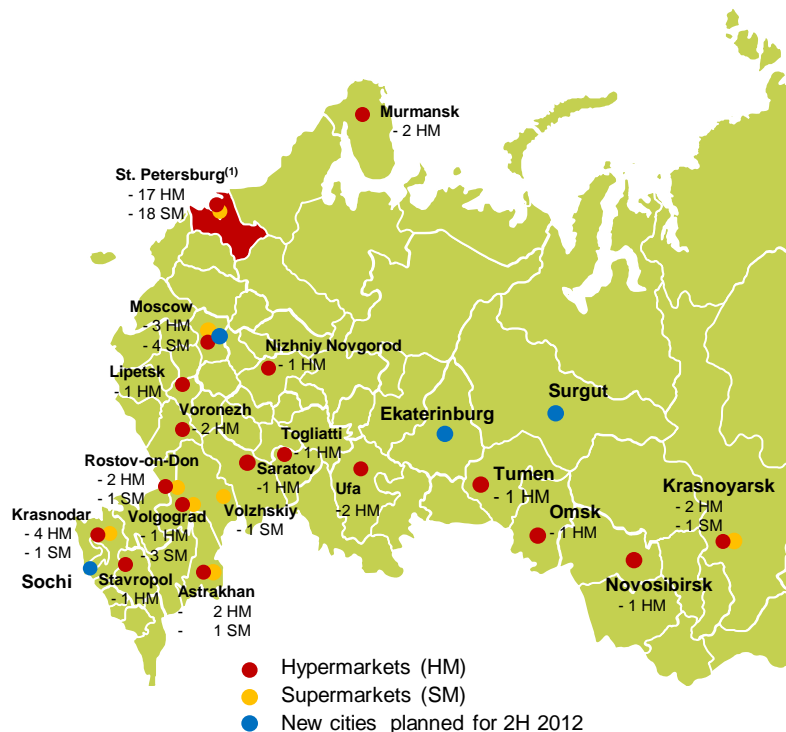 Murmansk
- 2 HM
St. Petersburg(1)
- 17 HM
- 18 SM
Moscow
- 3 HM
- 4 SM
Nizhniy Novgorod
- 1 HM
Lipetsk
- 1 HM
Voronezh
- 2 HM
Surgut
Ekaterinburg
Togliatti
- 1 HM
Rostov-on-Don
- 2 HM
- 1 SM
Saratov
-1 HM
Ufa
-2 HM
Tumen
- 1 HM
Krasnoyarsk
- 2 HM
- 1 SM
Volzhskiy
- 1 SM
Omsk
- 1 HM
Krasnodar
- 4 HM
- 1 SM
Volgograd
- 1 HM
- 3 SM
Sochi
Stavropol
- 1 HM
Astrakhan
- 2 HM
- 1 SM
Novosibirsk
- 1 HM
Hypermarkets (HM)
Supermarkets (SM)
New cities planned for 2H 2012